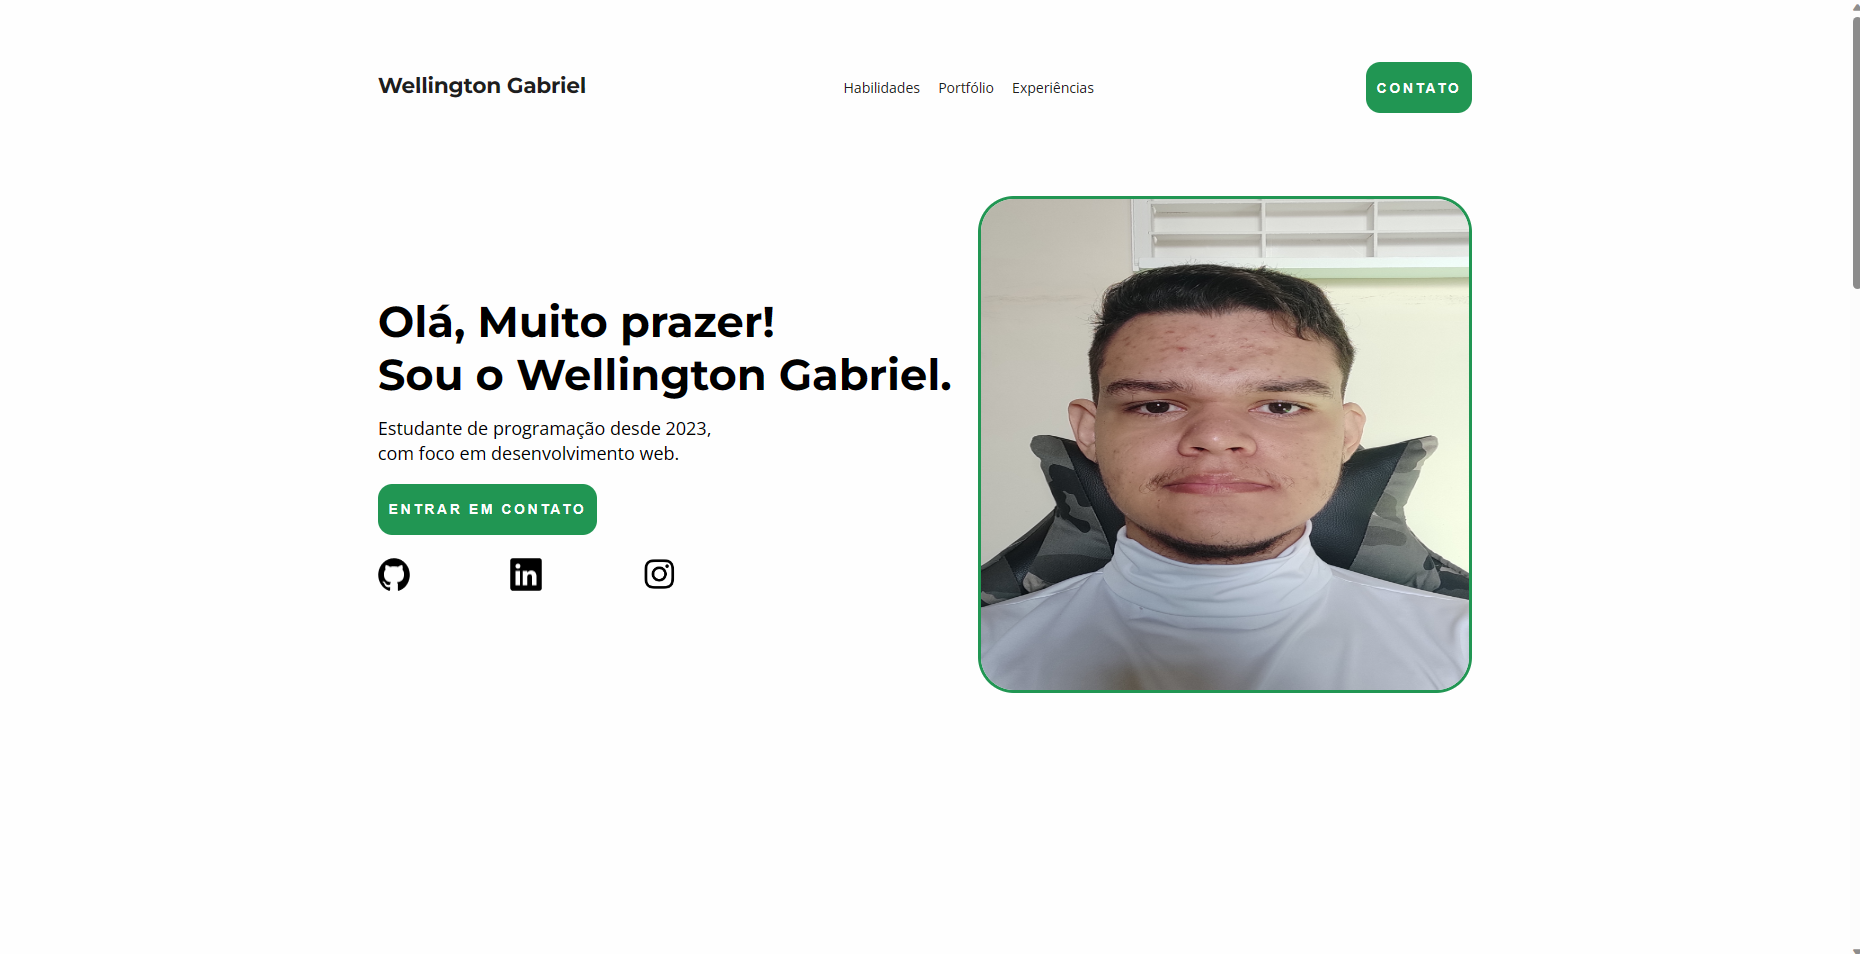 Wellington Gabriel
Habilidades Portfólio Experiências
CONTATO
Olá, Muito prazer!
Sou o Wellington Gabriel.
Estudante de programação desde 2023,
com foco em desenvolvimento web.
ENTRAR EM CONTATO
in